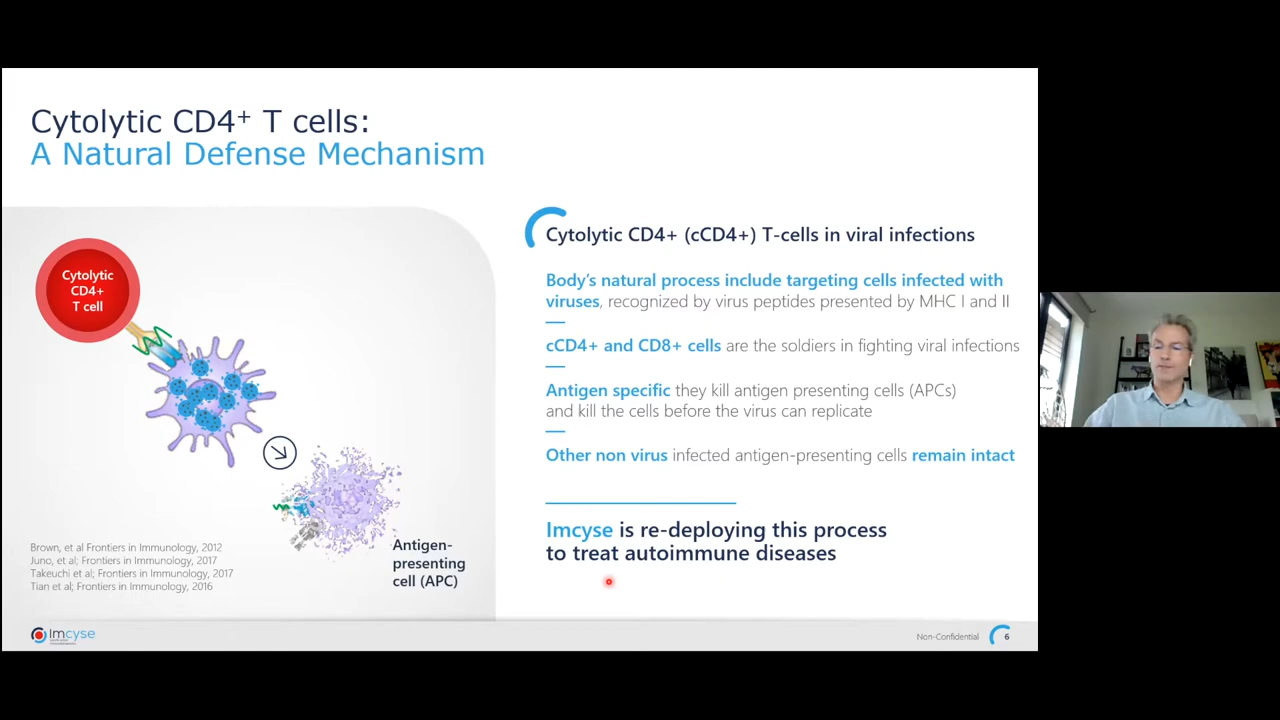 Cytolytic CD4+ T cells:
A Natural Defense Mechanism
Cytolytic
CD4+
T cell
Antigen-
presenting
cell (APC)
Brown, et al Frontiers in Immunology, 2012
Juno, et al; Frontiers in Immunology, 2017
Takeuchi et al; Frontiers in Immunology, 2017
Tian et al; Frontiers in Immunology, 2016
Cytolytic CD4+ (cCD4+) T-cells in viral infections
Body's natural process include targeting cells infected with
viruses, recognized by virus peptides presented by MHC I and II
cCD4+ and CD8+ cells are the soldiers in fighting viral infections
Antigen specific they kill antigen presenting cells (APCs)
and kill the cells before the virus can replicate
Other non virus infected antigen-presenting cells remain intact
Imcyse is re-deploying this process
to treat autoimmune diseases
Imcyse
Non-Confidential
6